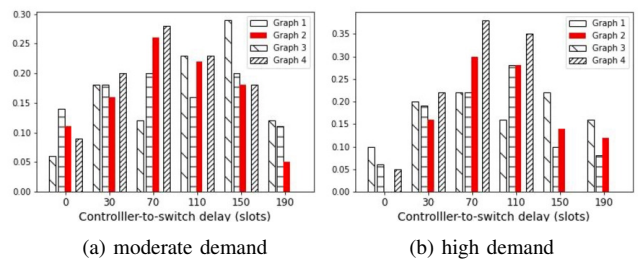 0.30
0.25
0.20
0.15
0.10
0.05
0.00
Graph 1
Graph 2
Graph 3
Graph 4
0 30 70 110 150 190
Controlller-to-switch delay (slots)
(a) moderate demand
0.35
0.30
0.25
0.20
0.15
0.10
0.05
0.00
Graph 1
Graph 2
Graph 3
Graph 4
0 30 70 110 150 190
Controlller-to-switch delay (slots)
(b) high demand